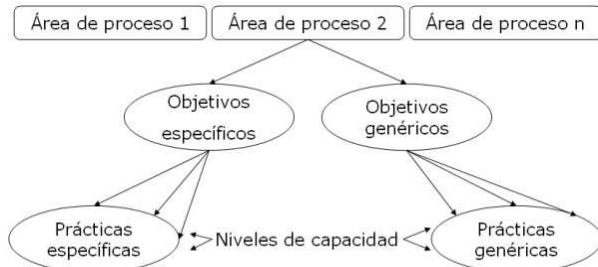 Área de proceso 1
Área de proceso 2
Área de proceso n
Objetivos
específicos
Objetivos
genéricos
Prácticas
específicas
Niveles de capacidad
Prácticas
genéricas